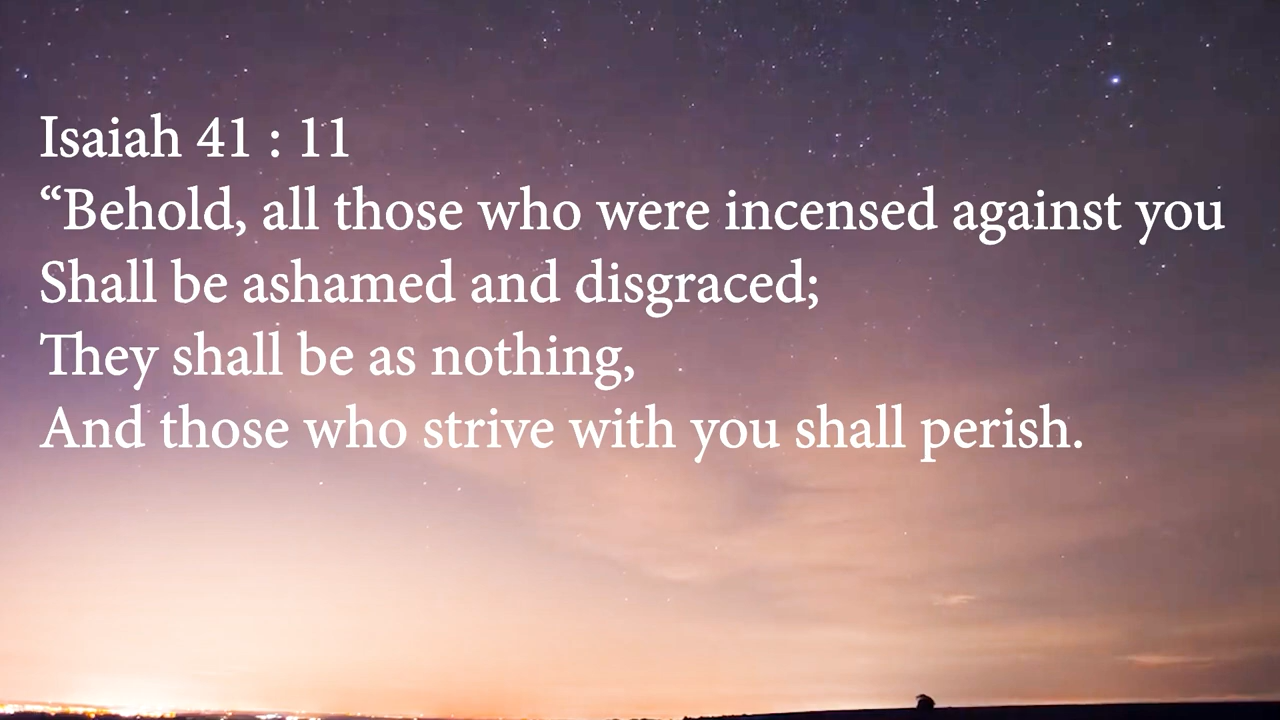 Isaiah 41 : 11
“Behold, all those who were incensed against you
Shall be ashamed and disgraced;
They shall be as nothing,
And those who strive with you shall perish.